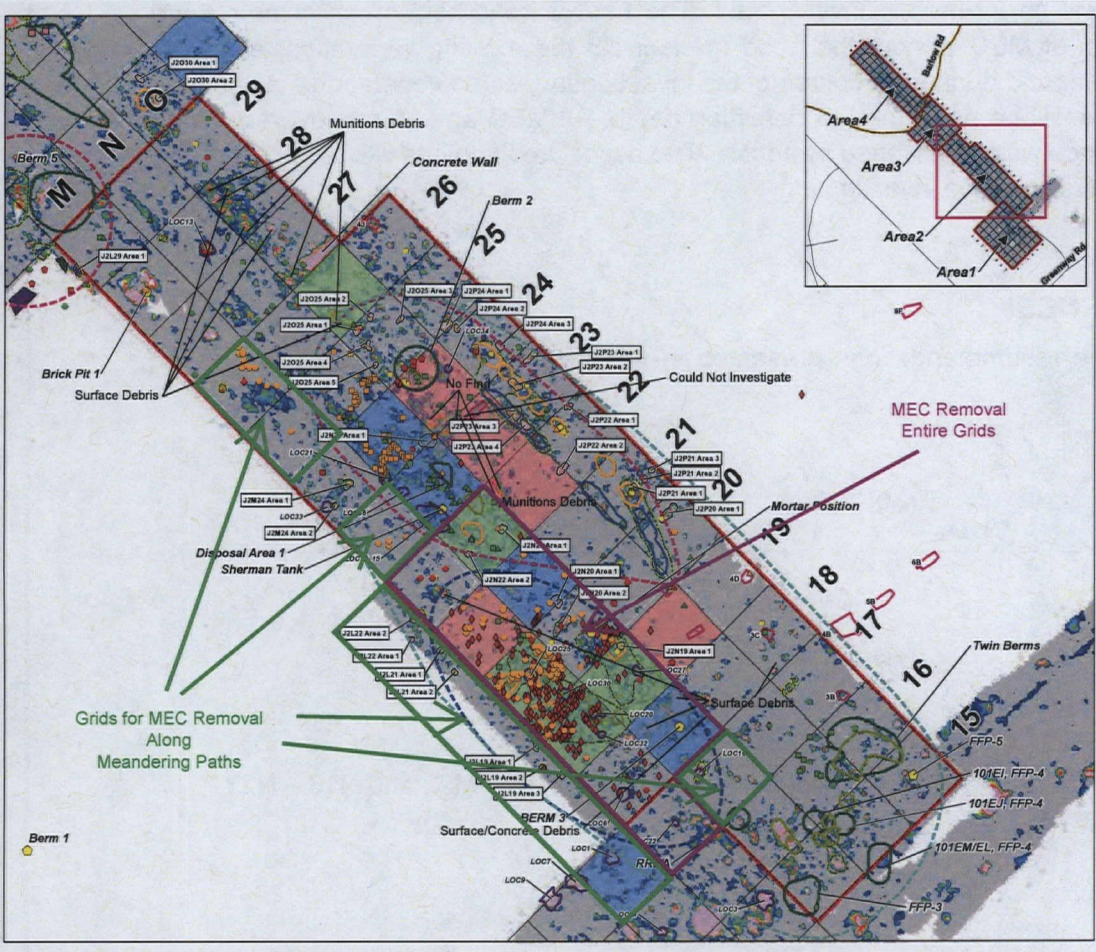 J2O30 Area 1
J2O30 Area 2
O
29
N
28
Munitions Debris
Berm 5
M
27
Concrete Wall
26
LOC13
Berm 2
25
J2L29 Area 1
J2O25 Area 2
J2O25 Area 3
J2P24 Area 1
J2P24 Area 2
24
J2O25 Area 1
LOC34
J2P24 Area 3
23
J2O25 Area 4
J2P23 Area 1
J2P23 Area 2
Brick Pit 1
Surface Debris
J2O25 Area 5
No Find
22
Could Not Investigate
J2P23 Area 3
J2P23 Area 4
J2P22 Area 1
J2P22 Area 2
21
LOC21
J2P21 Area 3
J2P21 Area 2
J2P21 Area 1
J2P20 Area 1
20
J2M24 Area 1
LOC33
J2M24 Area 2
Munitions Debris
Mortar Position
19
Disposal Area 1
Sherman Tank
J2N22 Area 2
J2N20 Area 1
J2N20 Area 2
18
17
J2L22 Area 1
J2L22 Area 2
J2L21 Area 1
J2L21 Area 2
LOC25
LOC30
J2N19 Area 1
Surface Debris
LOC20
LOC32
LOC1
16
Twin Berms
15
FFP-5
101EI, FFP-4
101EJ, FFP-4
101EM/EL, FFP-4
FFP-3
J2L19 Area 1
J2L19 Area 2
J2L19 Area 3
BERM 3
Surface/Concrete Debris
LOC1
LOC7
LOC9
LOC3
Berm 1
8F
6B
5B
4B
4D
3C
3B
MEC Removal
Entire Grids
Grids for MEC Removal
Along
Meandering Paths
Barlow Rd
Area4
Area3
Area2
Area1
Greenway Rd